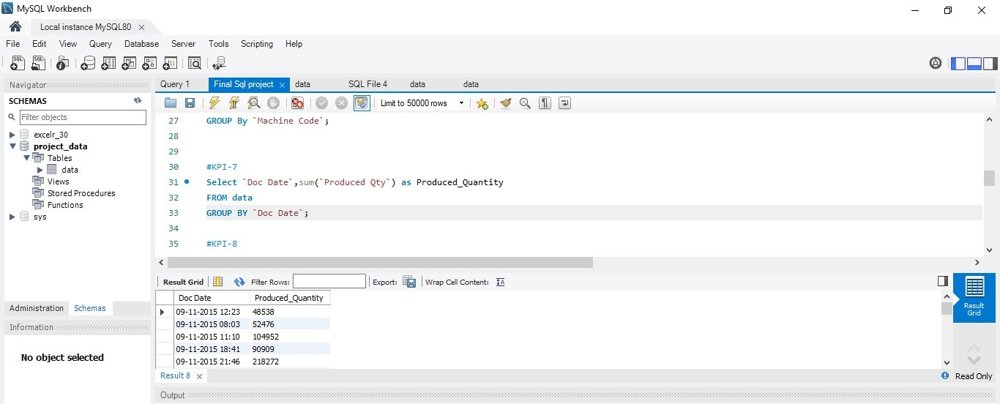 MySQL Workbench
Local instance MySQL80
File Edit View Query Database Server Tools Scripting Help
Navigator
SCHEMAS
Filter objects
excelr_30
project_data
Tables
data
Views
Stored Procedures
Functions
sys
Administration Schemas
Information
No object selected
Query 1 Final Sql project data SQL File 4 data data
Limit to 50000 rows
27 GROUP By `Machine Code`;
28
29
30 #KPI-7
31 Select `Doc Date`,sum(`Produced Qty`) as Produced_Quantity
32 FROM data
33 GROUP BY `Doc Date`;
34
35 #KPI-8
Result Grid Filter Rows: Export: Wrap Cell Content:
Doc Date Produced_Quantity
09-11-2015 12:23 48538
09-11-2015 08:03 52476
09-11-2015 11:10 104952
09-11-2015 18:41 90909
09-11-2015 21:46 218272
Result
Grid
Result 8
Read Only
Output